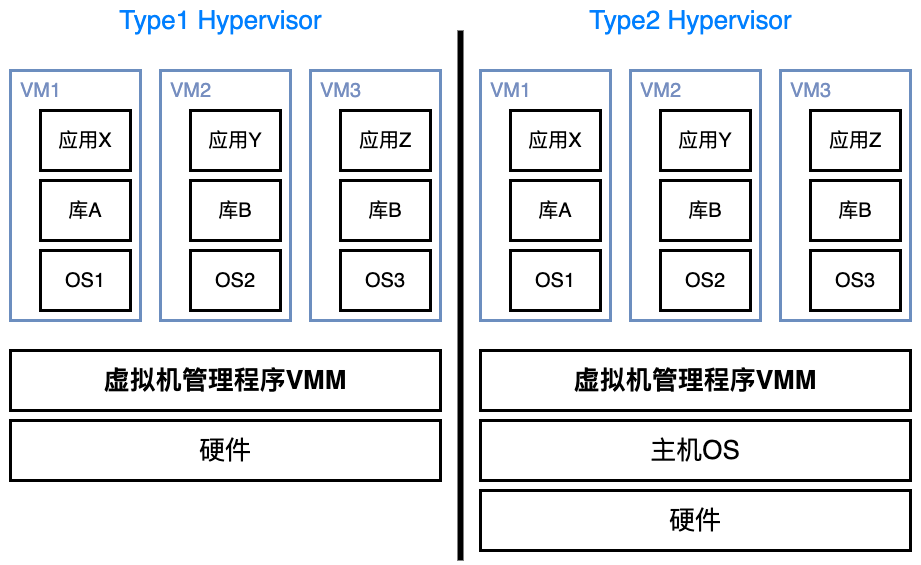 Type1 Hypervisor
VM1
VM2
VM3
应用X
应用Y
应用Z
库A
库B
库B
OS1
OS2
OS3
虚拟机管理程序VMM
硬件
Type2 Hypervisor
VM1
VM2
VM3
应用X
应用Y
应用Z
库A
库B
库B
OS1
OS2
OS3
虚拟机管理程序VMM
主机OS
硬件